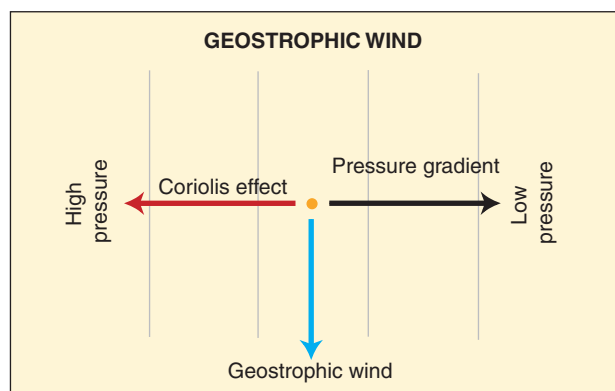 GEOSTROPHIC WIND
High
pressure
Coriolis effect
Pressure gradient
Low
pressure
Geostrophic wind